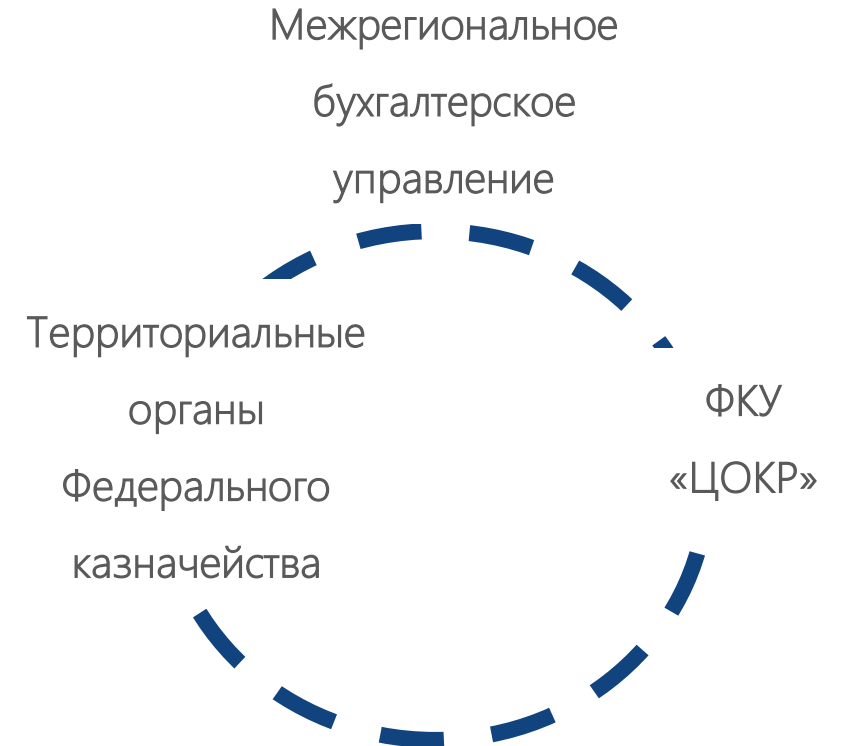 Межрегиональное
бухгалтерское
управление
Территориальные
органы
Федерального
казначейства
ФКУ
«ЦОКР»